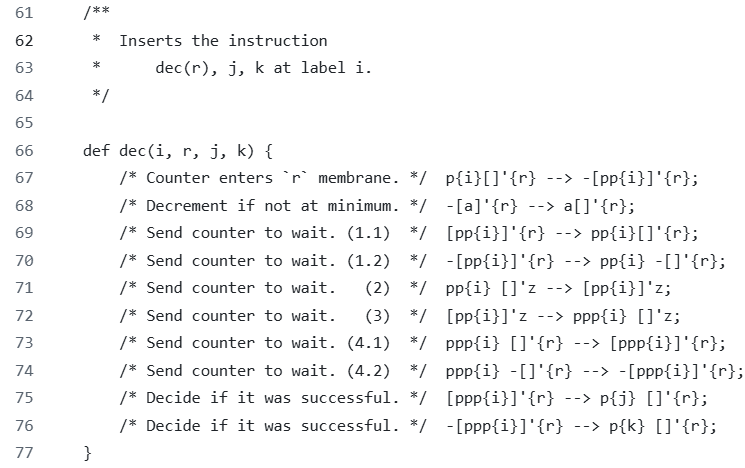 61 /**
62 * Inserts the instruction
63 * dec(r), j, k at label i.
64 */
65
66 def dec(i, r, j, k) {
67 /* Counter enters `r` membrane. */ p{i}[]'{r} --> -[pp{i}]'{r};
68 /* Decrement if not at minimum. */ -[a]'{r} --> a[]'{r};
69 /* Send counter to wait. (1.1) */ [pp{i}]'{r} --> pp{i}[]'{r};
70 /* Send counter to wait. (1.2) */ -[pp{i}]'{r} --> pp{i} -[]'{r};
71 /* Send counter to wait. (2) */ pp{i} []'z --> [pp{i}]'z;
72 /* Send counter to wait. (3) */ [pp{i}]'z --> ppp{i} []'z;
73 /* Send counter to wait. (4.1) */ ppp{i} []'{r} --> [ppp{i}]'{r};
74 /* Send counter to wait. (4.2) */ ppp{i} -[]'{r} --> -[ppp{i}]'{r};
75 /* Decide if it was successful. */ [ppp{i}]'{r} --> p{j} []'{r};
76 /* Decide if it was successful. */ -[ppp{i}]'{r} --> p{k} []'{r};
77 }